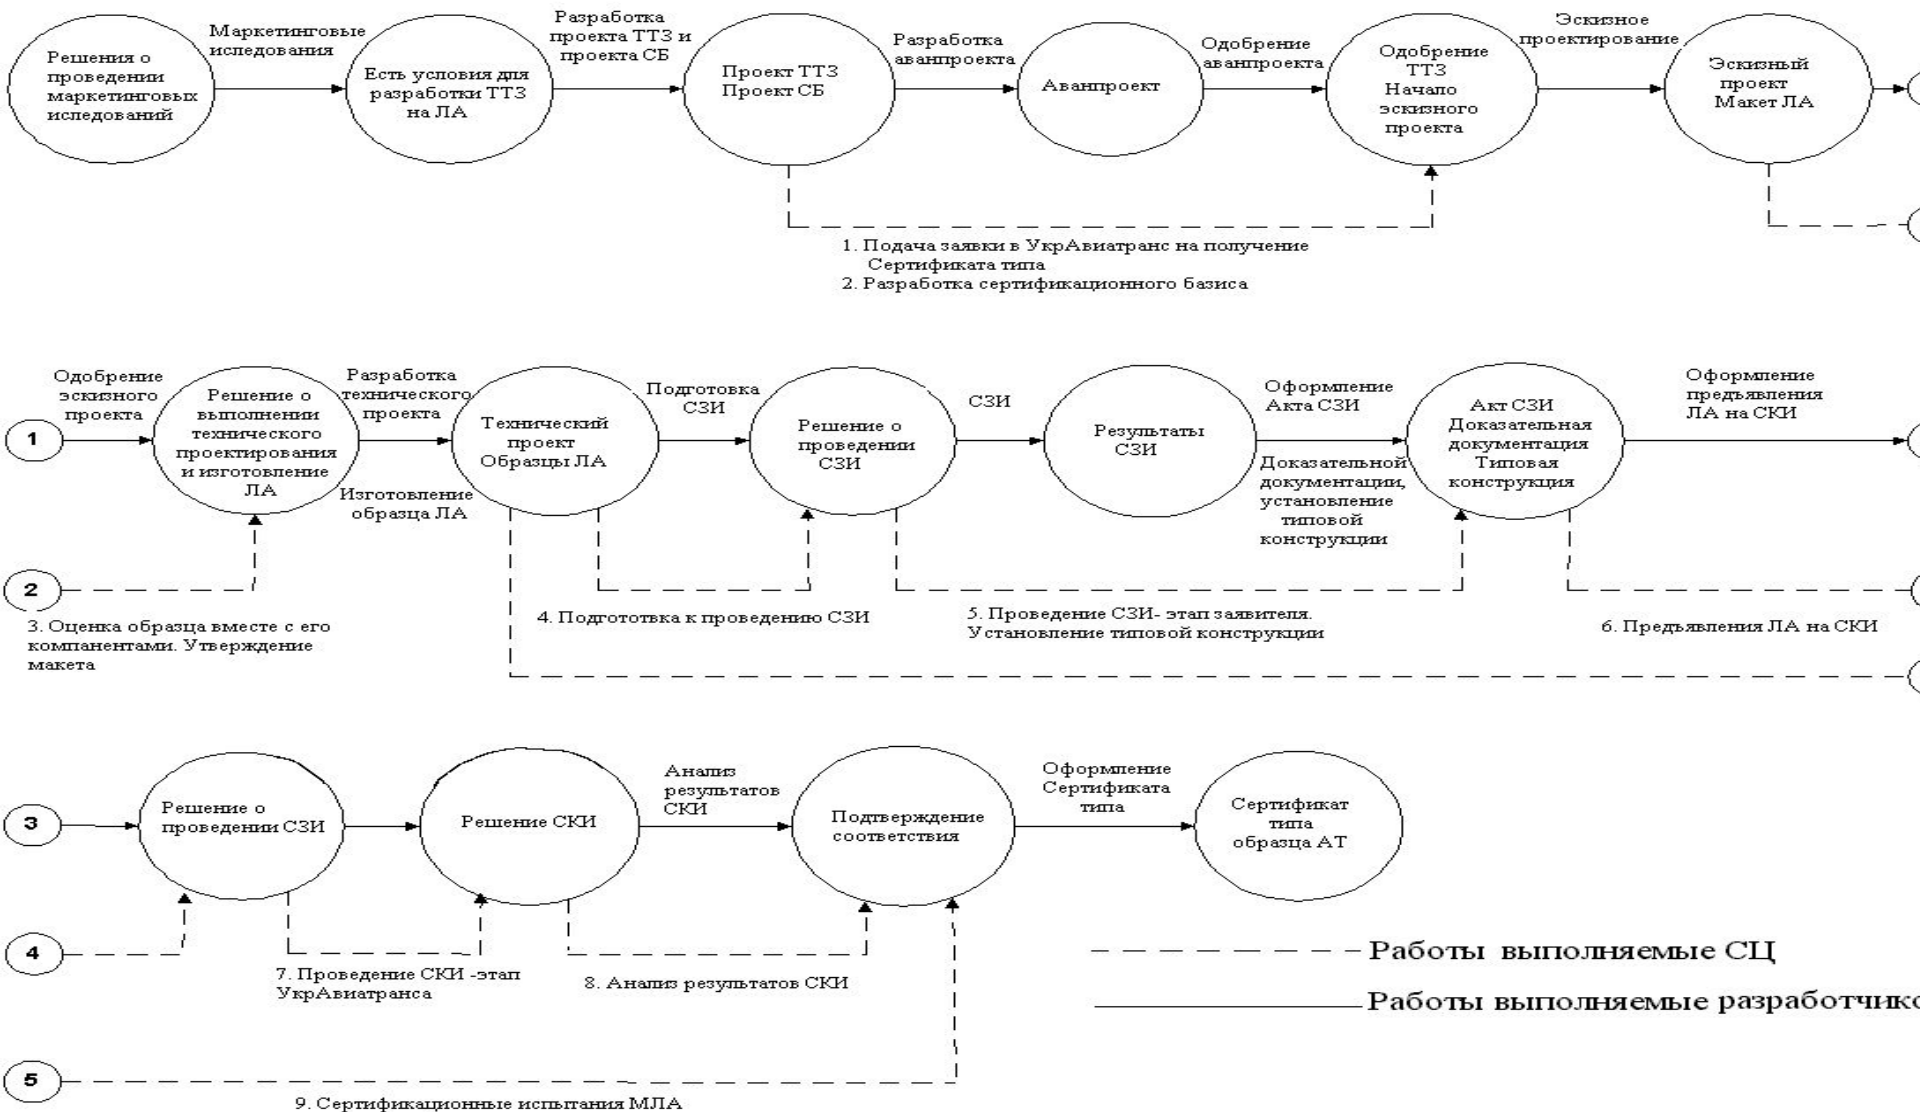 Решения о
проведении
маркетинговых
иследований
Маркетинговые
иследования
Есть условия для
разработки ТТЗ
на ЛА
Разработка
проекта ТТЗ и
проекта СБ
Проект ТТЗ
Проект СБ
Разработка
аванпроекта
Аванпроект
Одобрение
аванпроекта
Одобрение
ТТЗ
Начало
эскизного
проекта
Эскизное
проектирование
Эскизный
проект
Макет ЛА
1. Подача заявки в УкрАвиатранс на получение
Сертификата типа
2. Разработка сертификационного базиса
1
Одобрение
эскизного
проекта
Решение о
выполнении
технического
проектирования
и изготовление
ЛА
Разработка
технического
проекта
Изготовление
образца ЛА
Технический
проект
Образцы ЛА
Подготовка
СЗИ
Решение о
проведении
СЗИ
СЗИ
Результаты
СЗИ
Оформление
Акта СЗИ
Доказательной
документации,
установление
типовой
конструкции
Акт СЗИ
Доказательная
документация
Типовая
конструкция
Оформление
предьявления
ЛА на СКИ
2
3. Оценка образца вместе с его
компанентами. Утверждение
макета
4. Подгототвка к проведению СЗИ
5. Проведение СЗИ- этап заявителя.
Установление типовой конструкции
6. Предъявления ЛА на СКИ
3
Решение о
проведении СЗИ
Решение СКИ
Анализ
результатов
СКИ
Подтверждение
соответствия
Оформление
Сертификата
типа
Сертификат
типа
образца АТ
4
7. Проведение СКИ -этап
УкрАвиатранса
8. Анализ результатов СКИ
5
9. Сертификационные испытания МЛА
Работы выполняемые СЦ
Работы выполняемые разработчико